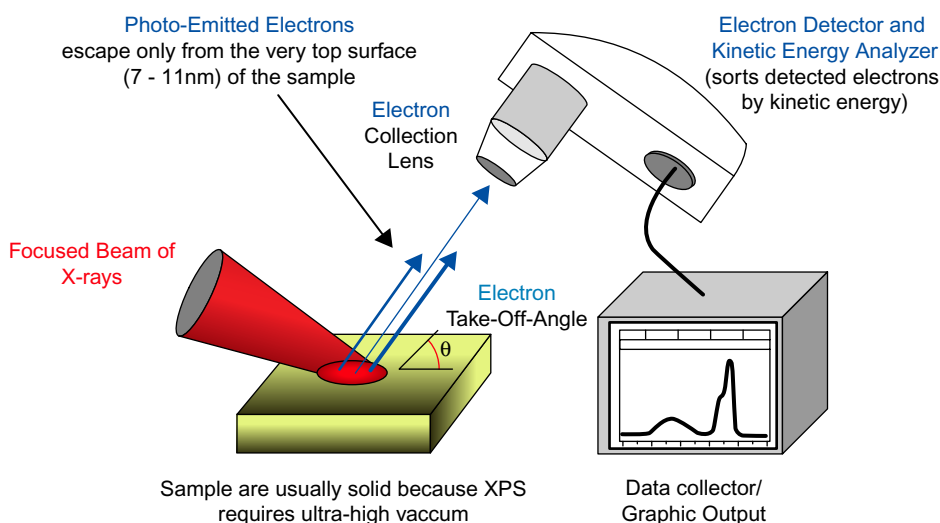 Photo-Emitted Electrons
escape only from the very top surface
(7 - 11nm) of the sample
Electron Detector and
Kinetic Energy Analyzer
(sorts detected electrons
by kinetic energy)
Electron
Collection
Lens
Focused Beam of
X-rays
Electron
Take-Off-Angle
θ
Sample are usually solid because XPS
requires ultra-high vaccum
Data collector/
Graphic Output